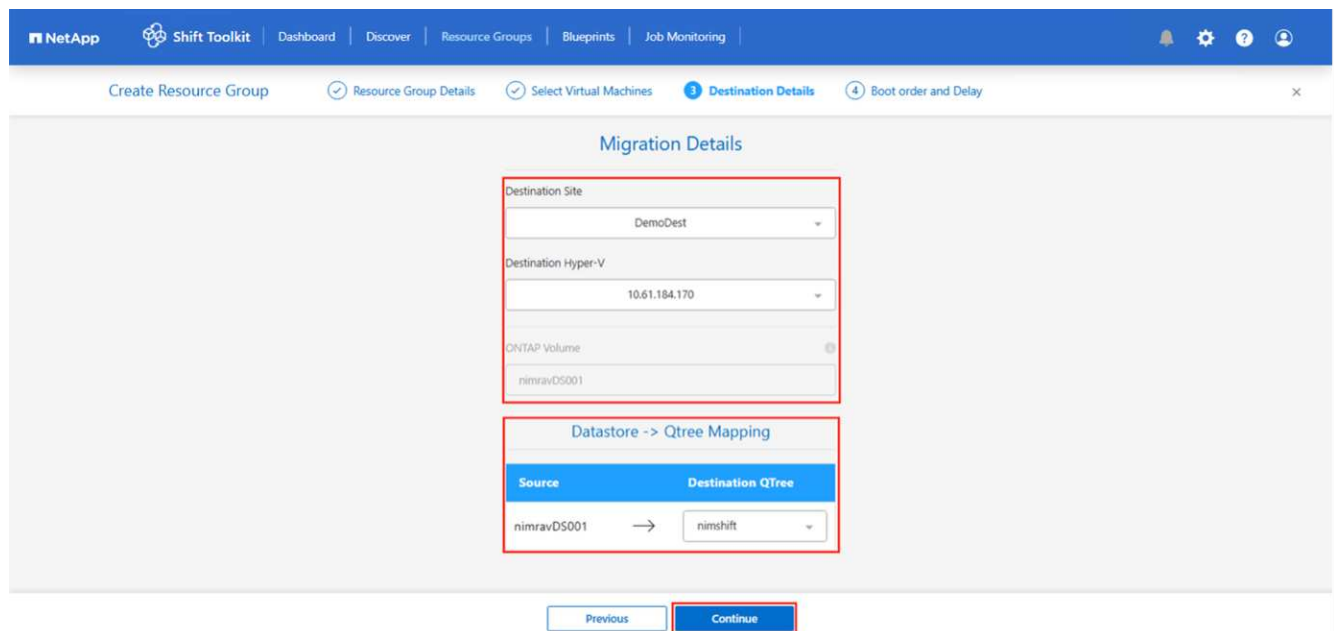 NetApp Shift Toolkit Dashboard Discover Resource Groups Blueprints Job Monitoring ?
Create Resource Group Resource Group Details Select Virtual Machines 3 Destination Details 4 Boot order and Delay ×
Migration Details
Destination Site
DemoDest
Destination Hyper-V
10.61.184.170
ONTAP Volume
nimravDS001
Datastore -> Qtree Mapping
Source Destination QTree
nimravDS001 → nimshift
Previous Continue